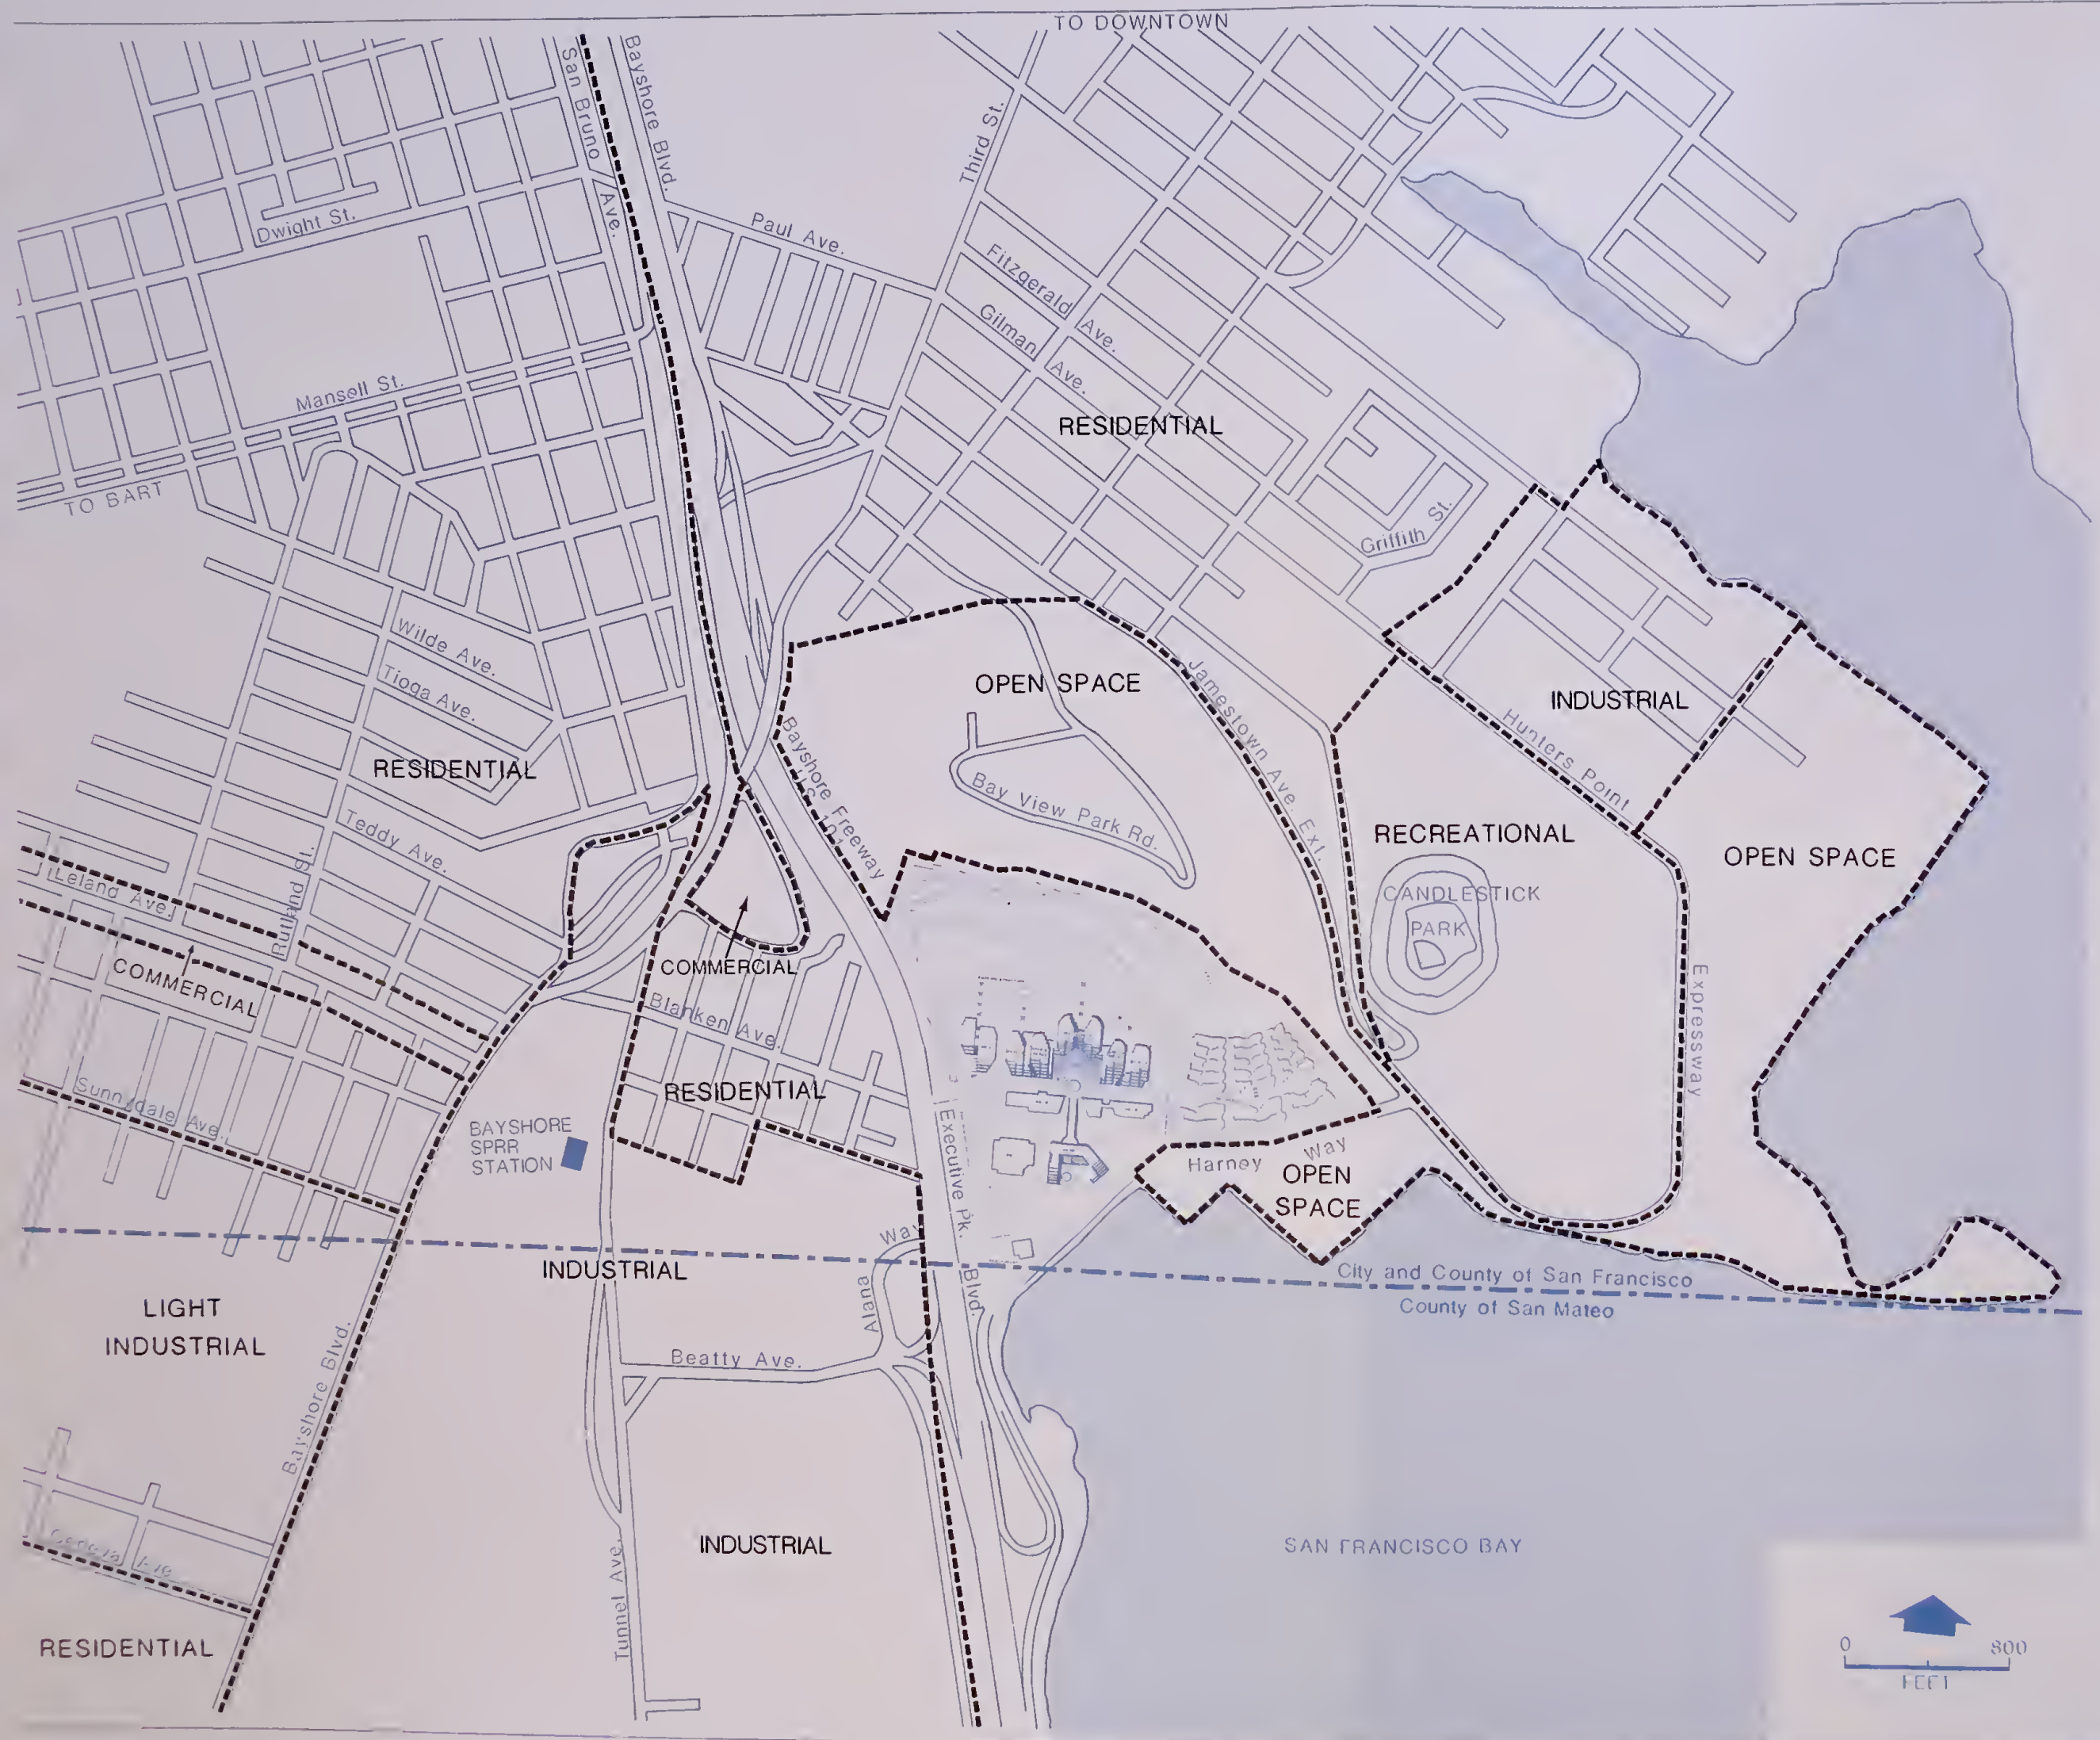 TO DOWNTOWN
San Bruno Ave.
Bayshore Blvd.
Third St.
Dwight St.
Paul Ave.
Fitzgerald Ave.
Gilman Ave.
Mansell St.
RESIDENTIAL
TO BART
Griffith St.
Wilde Ave.
Tioga Ave.
OPEN SPACE
Jamestown Ave. Ext.
INDUSTRIAL
Hunters Point
Bayshore Freeway
RESIDENTIAL
Bay View Park Rd.
Teddy Ave.
RECREATIONAL
OPEN SPACE
Leland Ave.
Rutland St.
CANDLESTICK
PARK
COMMERCIAL
COMMERCIAL
Expressway
Blanken Ave.
RESIDENTIAL
Sunnydale Ave.
BAYSHORE
SPRR
STATION
Executive Pk.
Blvd.
Harney Way
OPEN
SPACE
Alana Way
INDUSTRIAL
City and County of San Francisco
County of San Mateo
LIGHT
INDUSTRIAL
Bayshore Blvd.
Beatty Ave.
INDUSTRIAL
SAN FRANCISCO BAY
Tunnel Ave.
RESIDENTIAL
0 800
FEET